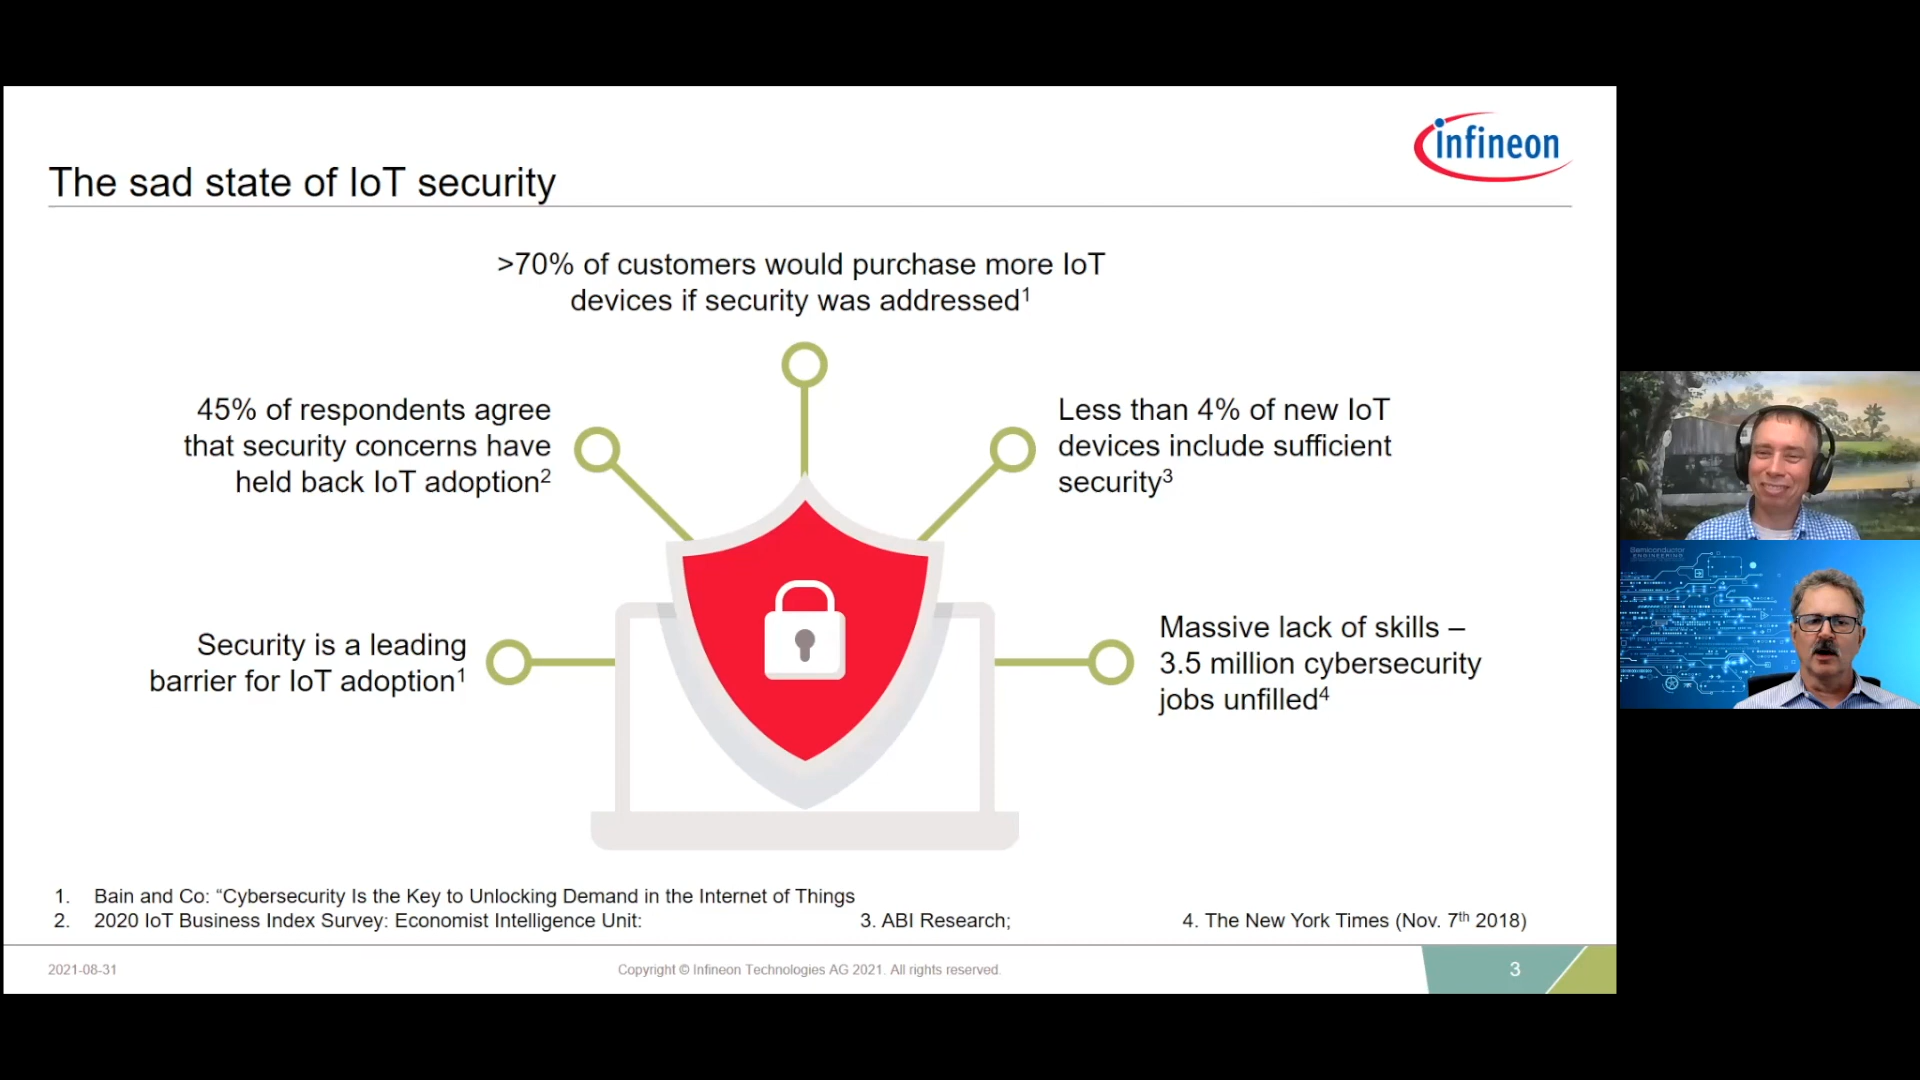 infineon
The sad state of IoT security
>70% of customers would purchase more IoT
devices if security was addressed¹
45% of respondents agree
that security concerns have
held back IoT adoption²
Less than 4% of new IoT
devices include sufficient
security³
Security is a leading
barrier for IoT adoption¹
Massive lack of skills –
3.5 million cybersecurity
jobs unfilled⁴
1. Bain and Co: “Cybersecurity Is the Key to Unlocking Demand in the Internet of Things
2. 2020 IoT Business Index Survey: Economist Intelligence Unit: 3. ABI Research; 4. The New York Times (Nov. 7th 2018)
2021-08-31 Copyright © Infineon Technologies AG 2021. All rights reserved. 3
Semiconductor
ENGINEERING